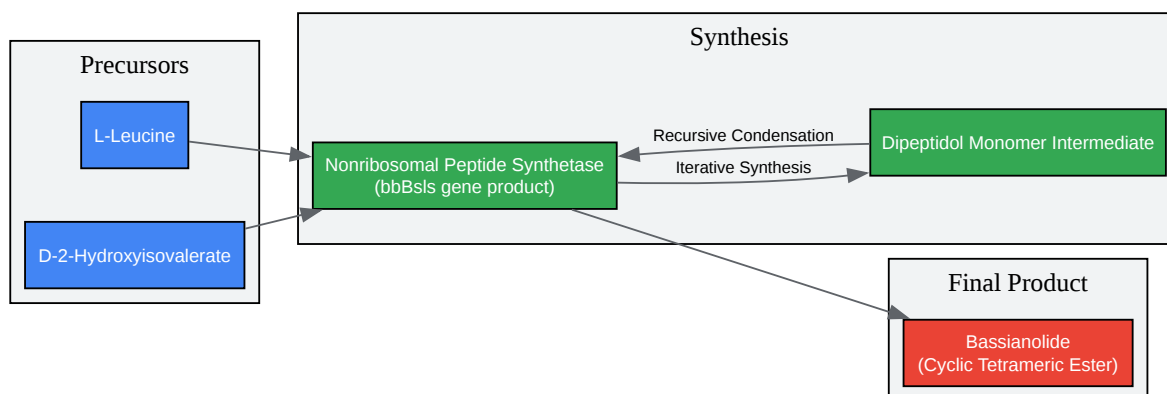 Precursors
L-Leucine
D-2-Hydroxyisovalerate
Synthesis
Nonribosomal Peptide Synthetase
(bbBsls gene product)
Recursive Condensation
Iterative Synthesis
Dipeptidol Monomer Intermediate
Final Product
Bassianolide
(Cyclic Tetrameric Ester)